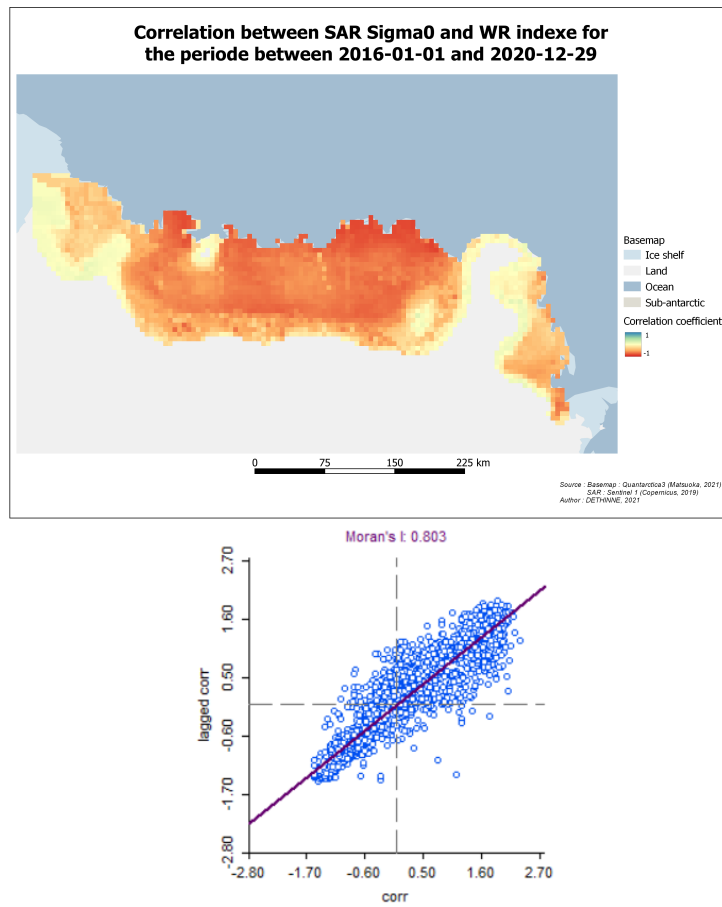 Correlation between SAR Sigma0 and WR indexe for
the periode between 2016-01-01 and 2020-12-29
Basemap
Ice shelf
Land
Ocean
Sub-antarctic
Correlation coefficient
1
-1
0 75 150 225 km
Source : Basemap : Quantarctica3 (Matsuoka, 2021)
SAR : Sentinel 1 (Copernicus, 2019)
Author : DETHINNE, 2021
Moran's I: 0.803
2.70
1.60
0.50
-0.60
-1.70
-2.80
lagged corr
-2.80 -1.70 -0.60 0.50 1.60 2.70
corr